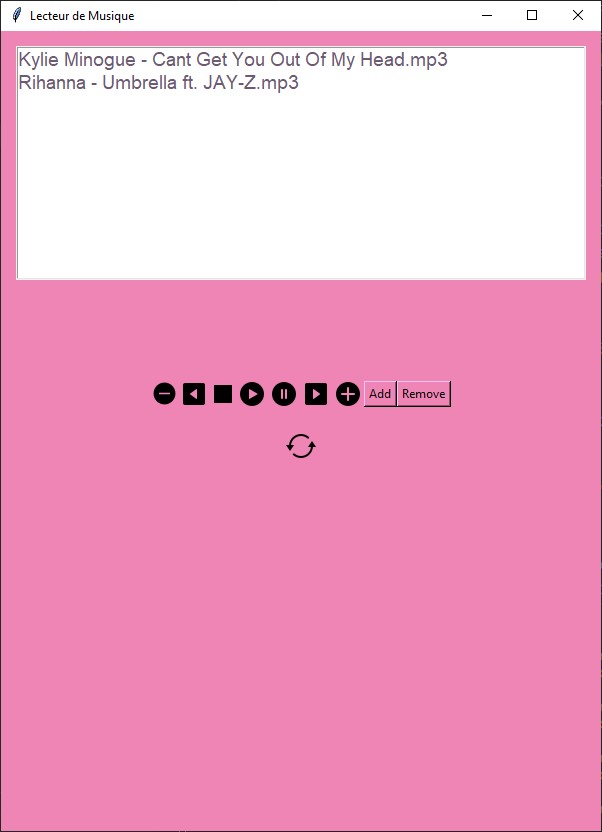 Lecteur de Musique
Kylie Minogue - Cant Get You Out Of My Head.mp3
Rihanna - Umbrella ft. JAY-Z.mp3
Add Remove